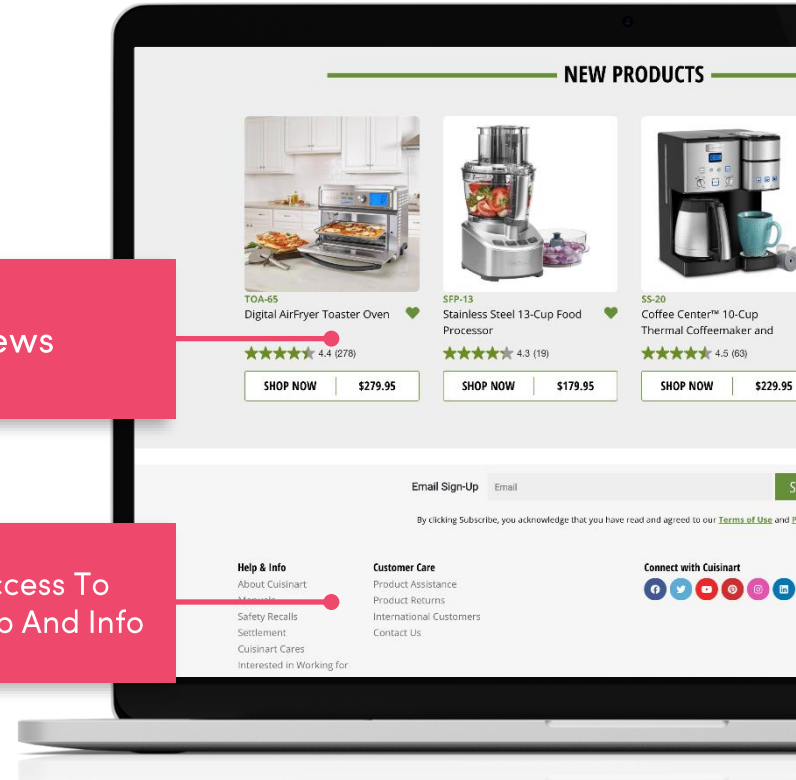 NEW PRODUCTS
TOA-65
Digital AirFryer Toaster Oven
4.4 (278)
SHOP NOW $279.95
SFP-13
Stainless Steel 13-Cup Food
Processor
4.3 (19)
SHOP NOW $179.95
SS-20
Coffee Center™ 10-Cup
Thermal Coffeemaker and
4.5 (63)
SHOP NOW $229.95
ews
Email Sign-Up Email S
By clicking Subscribe, you acknowledge that you have read and agreed to our Terms of Use and P
cess To
p And Info
Help & Info
About Cuisinart
Manuals
Safety Recalls
Settlement
Cuisinart Cares
Interested in Working for
Customer Care
Product Assistance
Product Returns
International Customers
Contact Us
Connect with Cuisinart